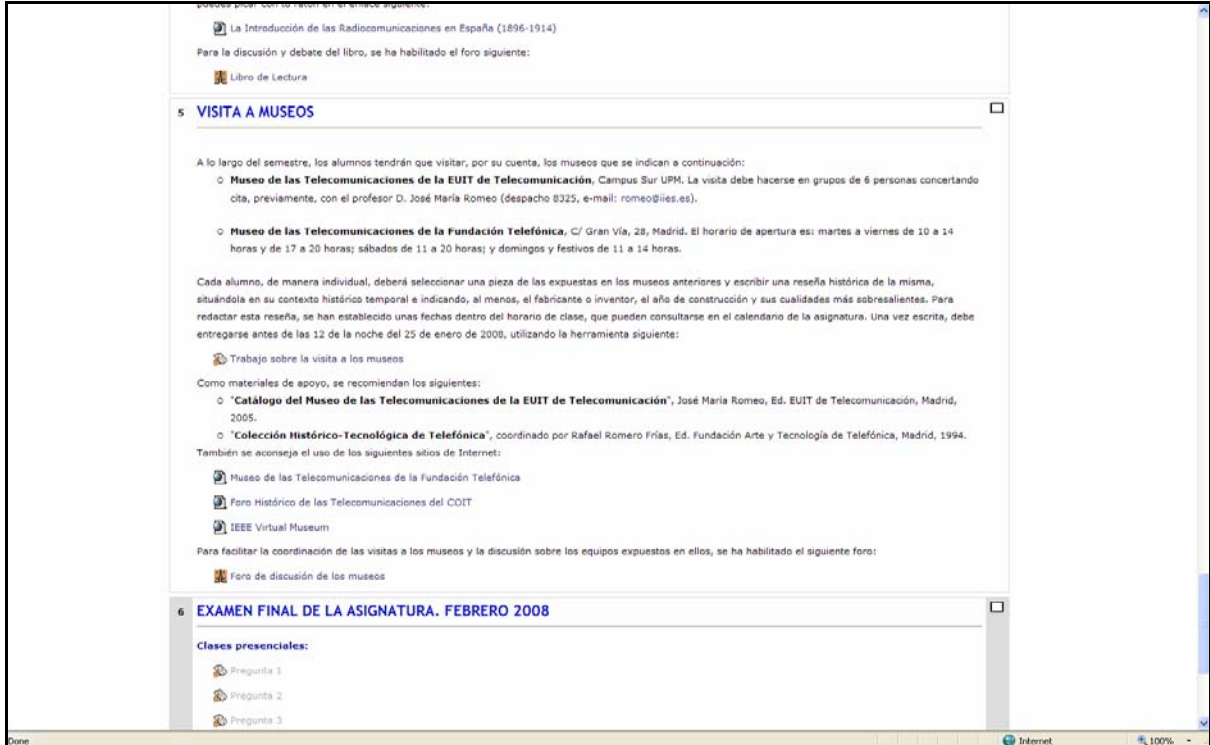 puedes picar con tu ratón en el enlace siguiente:
La Introducción de las Radiocomunicaciones en España (1896-1914)
Para la discusión y debate del libro, se ha habilitado el foro siguiente:
Libro de Lectura
5 VISITA A MUSEOS
A lo largo del semestre, los alumnos tendrán que visitar, por su cuenta, los museos que se indican a continuación:
Museo de las Telecomunicaciones de la EUIT de Telecomunicación, Campus Sur UPM. La visita debe hacerse en grupos de 6 personas concertando
cita, previamente, con el profesor D. José María Romeo (despacho 8325, e-mail: romeo@iies.es).
Museo de las Telecomunicaciones de la Fundación Telefónica, C/ Gran Vía, 28, Madrid. El horario de apertura es: martes a viernes de 10 a 14
horas y de 17 a 20 horas; sábados de 11 a 20 horas; y domingos y festivos de 11 a 14 horas.
Cada alumno, de manera individual, deberá seleccionar una pieza de las expuestas en los museos anteriores y escribir una reseña histórica de la misma,
situándola en su contexto histórico temporal e indicando, al menos, el fabricante o inventor, el año de construcción y sus cualidades más sobresalientes. Para
redactar esta reseña, se han establecido unas fechas dentro del horario de clase, que pueden consultarse en el calendario de la asignatura. Una vez escrita, debe
entregarse antes de las 12 de la noche del 25 de enero de 2008, utilizando la herramienta siguiente:
Trabajo sobre la visita a los museos
Como materiales de apoyo, se recomiendan los siguientes:
"Catálogo del Museo de las Telecomunicaciones de la EUIT de Telecomunicación", José María Romeo, Ed. EUIT de Telecomunicación, Madrid,
2005.
"Colección Histórico-Tecnológica de Telefónica", coordinado por Rafael Romero Frías, Ed. Fundación Arte y Tecnología de Telefónica, Madrid, 1994.
También se aconseja el uso de los siguientes sitios de Internet:
Museo de las Telecomunicaciones de la Fundación Telefónica
Foro Histórico de las Telecomunicaciones del COIT
IEEE Virtual Museum
Para facilitar la coordinación de las visitas a los museos y la discusión sobre los equipos expuestos en ellos, se ha habilitado el siguiente foro:
Foro de discusión de los museos
6 EXAMEN FINAL DE LA ASIGNATURA. FEBRERO 2008
Clases presenciales:
Pregunta 1
Pregunta 2
Pregunta 3
Done Internet 100%